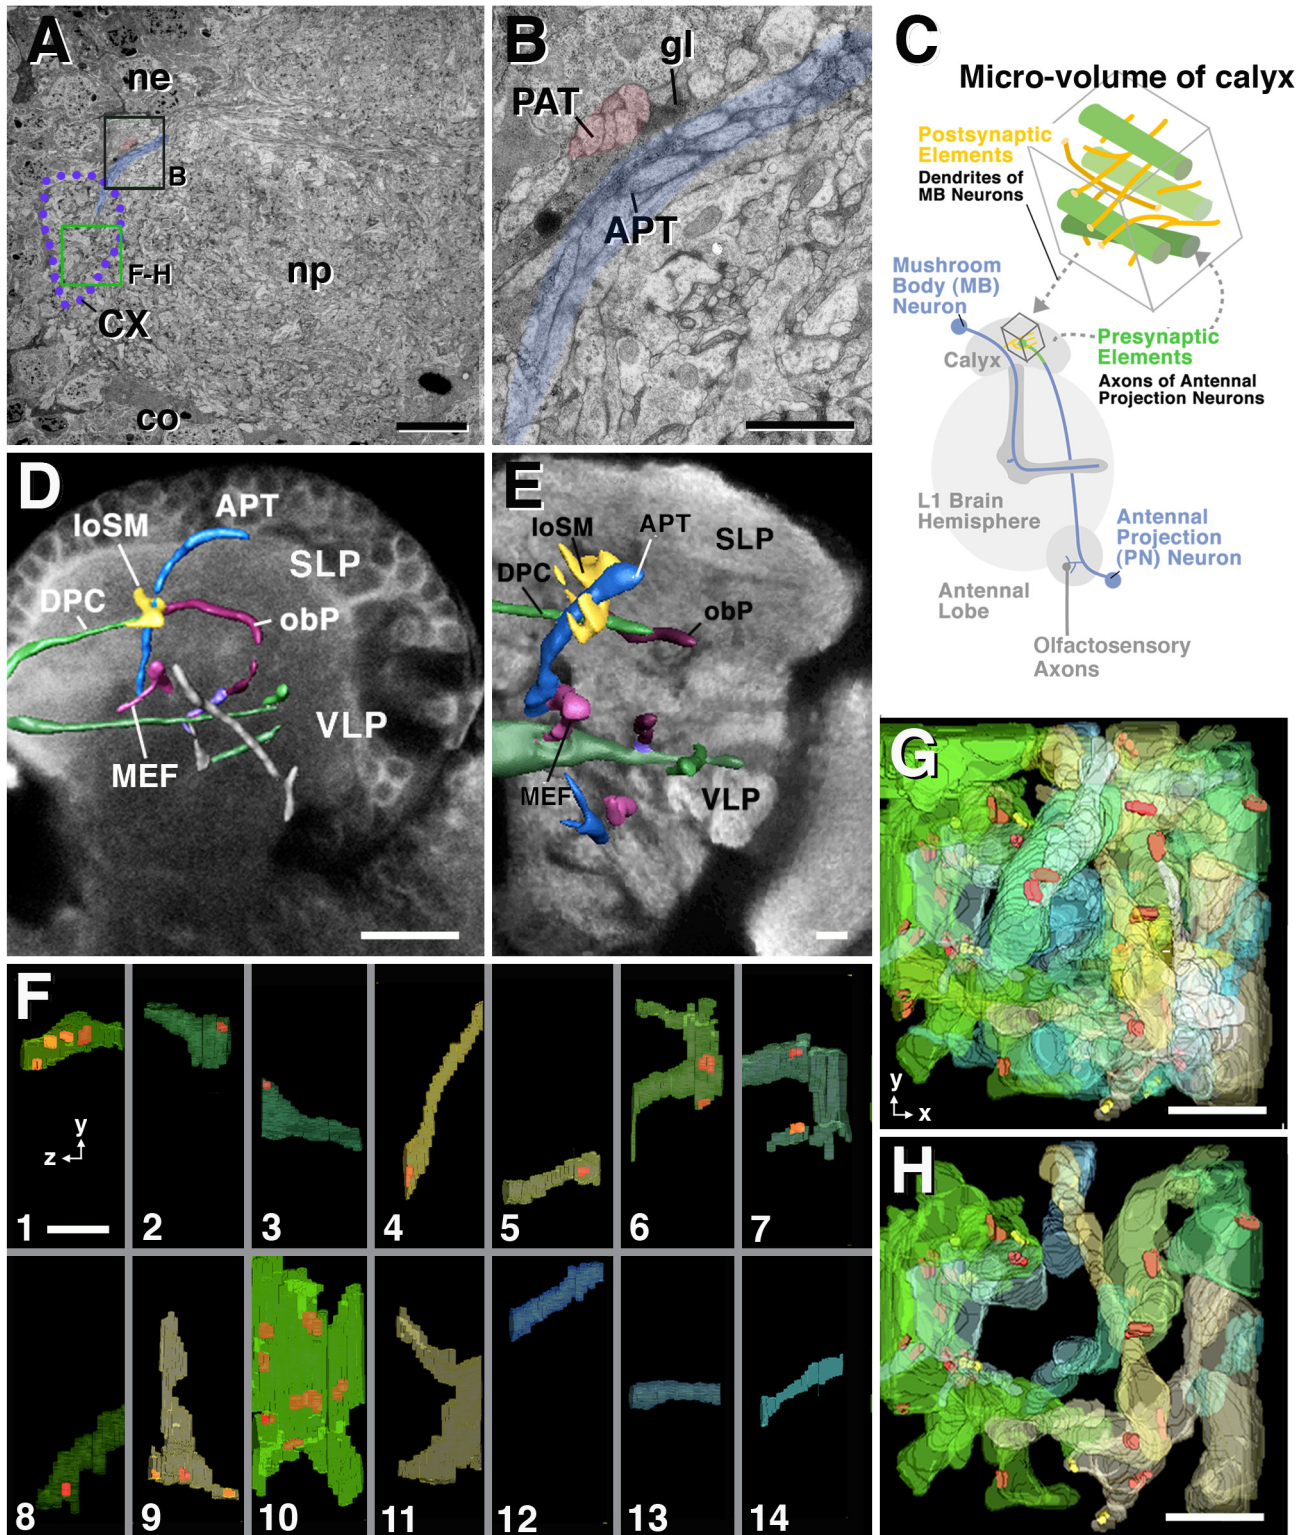 A
ne
B
F-H
np
CX
co
B
gl
PAT
APT
C
Micro-volume of calyx
Postsynaptic
Elements
Dendrites of
MB Neurons
Mushroom
Body (MB)
Neuron
Calyx
Presynaptic
Elements
Axons of Antennal
Projection Neurons
L1 Brain
Hemisphere
Antennal
Projection
(PN) Neuron
Antennal
Lobe
Olfactosensory
Axons
D
APT
loSM
SLP
DPC
obP
VLP
MEF
E
loSM
APT
SLP
DPC
obP
MEF
VLP
F
y
z
1
2
3
4
5
6
7
8
9
10
11
12
13
14
G
y
x
H